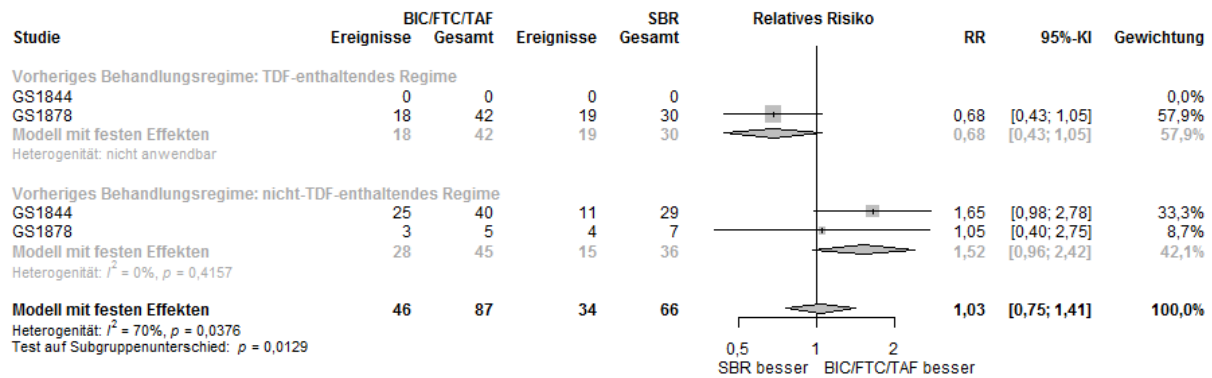 BIC/FTC/TAF SBR Relatives Risiko
Studie Ereignisse Gesamt Ereignisse Gesamt RR 95%-KI Gewichtung
Vorheriges Behandlungsregime: TDF-enthaltendes Regime
GS1844 0 0 0 0 0,0%
GS1878 18 42 19 30 0,68 [0,43; 1,05] 57,9%
Modell mit festen Effekten 18 42 19 30 0,68 [0,43; 1,05] 57,9%
Heterogenität: nicht anwendbar
Vorheriges Behandlungsregime: nicht-TDF-enthaltendes Regime
GS1844 25 40 11 29 1,65 [0,98; 2,78] 33,3%
GS1878 3 5 4 7 1,05 [0,40; 2,75] 8,7%
Modell mit festen Effekten 28 45 15 36 1,52 [0,96; 2,42] 42,1%
Heterogenität: I² = 0%, p = 0,4157
Modell mit festen Effekten 46 87 34 66 1,03 [0,75; 1,41] 100,0%
Heterogenität: I² = 70%, p = 0,0376
Test auf Subgruppenunterschied: p = 0,0129
0,5 1 2
SBR besser BIC/FTC/TAF besser